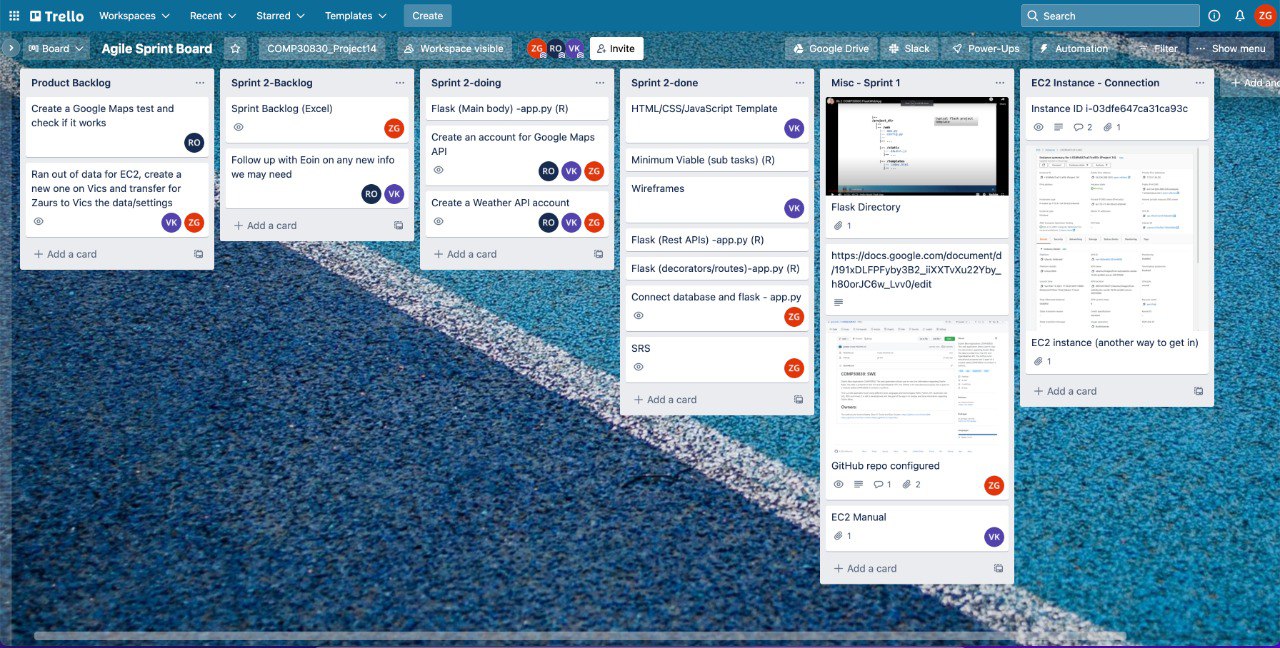 Trello
Workspaces
Recent
Starred
Templates
Create
Search
ZG
Board
Agile Sprint Board
COMP30830_Project14
Workspace visible
ZG RO VK
Invite
Google Drive
Slack
Power-Ups
Automation
Filter
Show menu
Product Backlog
Create a Google Maps test and
check if it works
RO
Ran out of data for EC2, create a
new one on Vics and transfer for
Zaurs to Vics the data/settings
VK ZG
+ Add a card
Sprint 2-Backlog
Sprint Backlog (Excel)
ZG
Follow up with Eoin on any new info
we may need
RO VK
+ Add a card
Sprint 2-doing
Flask (Main body) -app.py (R)
Create an account for Google Maps
API
RO VK ZG
Openweather API account
RO VK ZG
+ Add a card
Sprint 2-done
HTML/CSS/JavaScript Template
VK
Minimum Viable (sub tasks) (R)
Wireframes
VK
Flask (Rest APIs) -app.py (R)
Flask (decorators/routes)-app.py (R)
Connect database and flask - app.py
ZG
SRS
ZG
+ Add a card
Misc - Sprint 1
Flask Directory
1
https://docs.google.com/document/d
/191xDLFPFyby3B2_iiXXTvXu22Yby_
h80orJC6w_Lvv0/edit
COMP30830: SWE
GitHub repo configured
1 2
ZG
EC2 Manual
1
VK
+ Add a card
EC2 Instance - Connection
Instance ID i-03dfe647ca31ca93c
2 1
EC2 instance (another way to get in)
1
+ Add a card
+ Add an